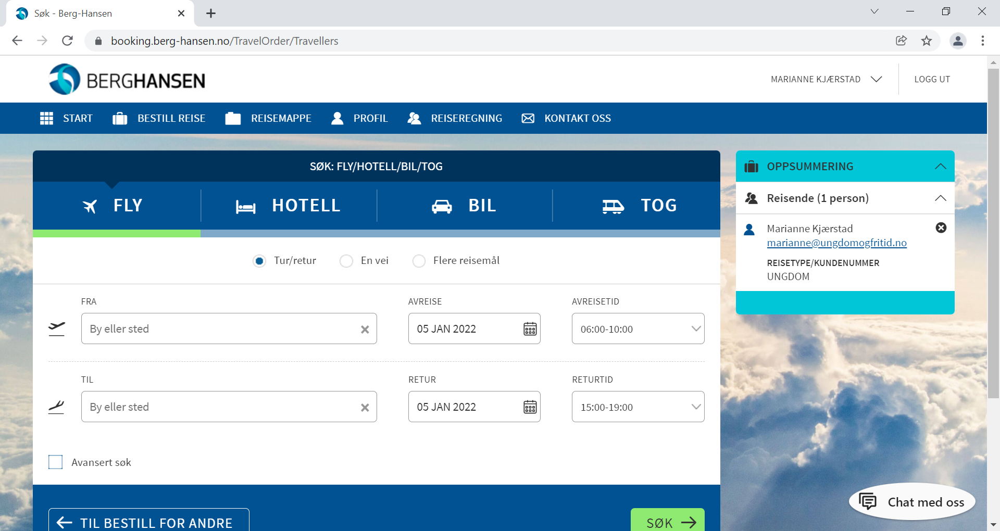 Søk - Berg-Hansen
booking.berg-hansen.no/TravelOrder/Travellers
BERGHANSEN
MARIANNE KJÆRSTAD
LOGG UT
START
BESTILL REISE
REISEMAPPE
PROFIL
REISEREGNING
KONTAKT OSS
SØK: FLY/HOTELL/BIL/TOG
FLY
HOTELL
BIL
TOG
Tur/retur
En vei
Flere reisemål
FRA
AVREISE
AVREISETID
By eller sted
05 JAN 2022
06:00-10:00
TIL
RETUR
RETURTID
By eller sted
05 JAN 2022
15:00-19:00
Avansert søk
TIL BESTILL FOR ANDRE
SØK
OPPSUMMERING
Reisende (1 person)
Marianne Kjærstad
marianne@ungdomogfritid.no
REISETYPE/KUNDENUMMER
UNGDOM
Chat med oss